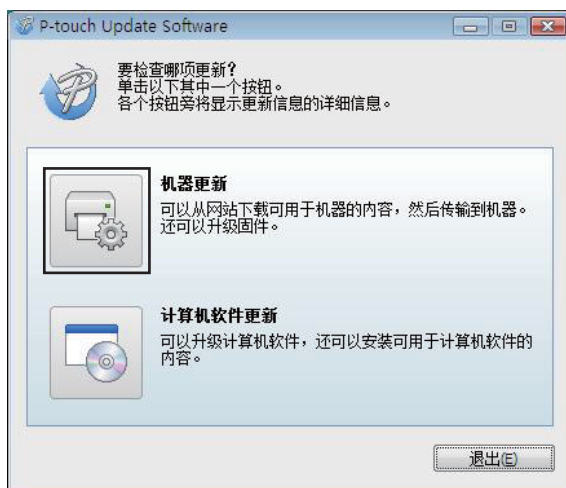 P-touch Update Software
要检查哪项更新?
单击以下其中一个按钮。
各个按钮旁将显示更新信息的详细信息。
机器更新
可以从网站下载可用于机器的内容，然后传输到机器。
还可以升级固件。
计算机软件更新
可以升级计算机软件，还可以安装可用于计算机软件的
内容。
退出(E)